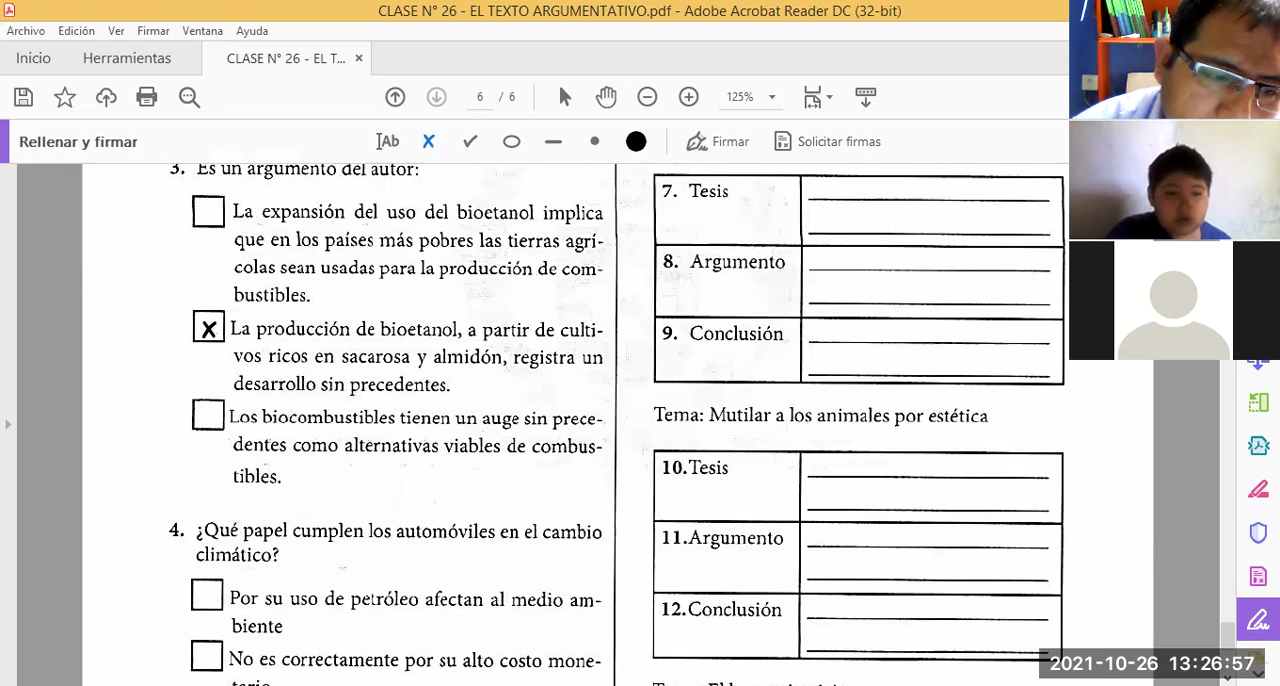 CLASE N° 26 - EL TEXTO ARGUMENTATIVO.pdf - Adobe Acrobat Reader DC (32-bit)
Archivo Edición Ver Firmar Ventana Ayuda
Inicio Herramientas CLASE N° 26 - EL T... ×
6 / 6 125%
Rellenar y firmar Ab Firmar Solicitar firmas
3. Es un argumento del autor:
La expansión del uso del bioetanol implica
que en los países más pobres las tierras agrí-
colas sean usadas para la producción de com-
bustibles.
x La producción de bioetanol, a partir de culti-
vos ricos en sacarosa y almidón, registra un
desarrollo sin precedentes.
Los biocombustibles tienen un auge sin prece-
dentes como alternativas viables de combus-
tibles.
4. ¿Qué papel cumplen los automóviles en el cambio
climático?
Por su uso de petróleo afectan al medio am-
biente
No es correctamente por su alto costo mone-
7. Tesis
8. Argumento
9. Conclusión
Tema: Mutilar a los animales por estética
10.Tesis
11.Argumento
12.Conclusión
2021-10-26 13:26:57